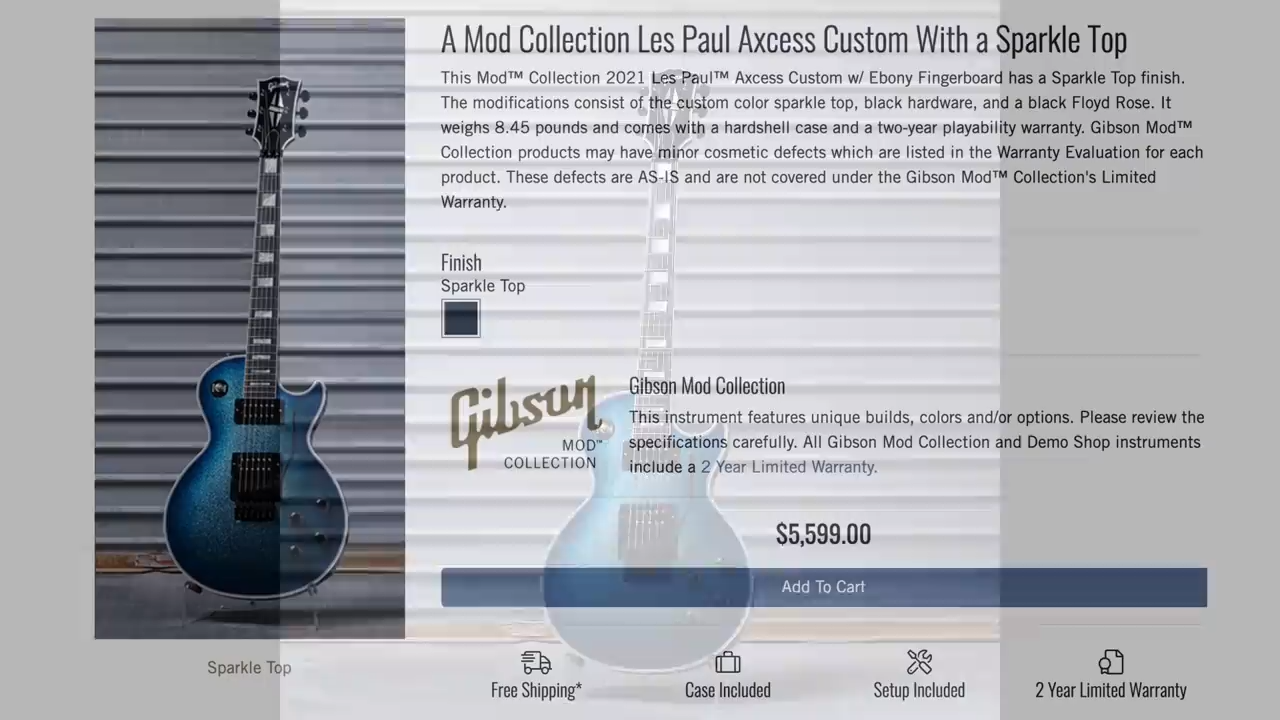 A Mod Collection Les Paul Axcess Custom With a Sparkle Top
This Mod™ Collection 2021 Les Paul™ Axcess Custom w/ Ebony Fingerboard has a Sparkle Top finish.
The modifications consist of the custom color sparkle top, black hardware, and a black Floyd Rose. It
weighs 8.45 pounds and comes with a hardshell case and a two-year playability warranty. Gibson Mod™
Collection products may have minor cosmetic defects which are listed in the Warranty Evaluation for each
product. These defects are AS-IS and are not covered under the Gibson Mod™ Collection's Limited
Warranty.
Finish
Sparkle Top
Gibson
MOD™
COLLECTION
Gibson Mod Collection
This instrument features unique builds, colors and/or options. Please review the
specifications carefully. All Gibson Mod Collection and Demo Shop instruments
include a 2 Year Limited Warranty.
$5,599.00
Add To Cart
Sparkle Top
Free Shipping*
Case Included
Setup Included
2 Year Limited Warranty